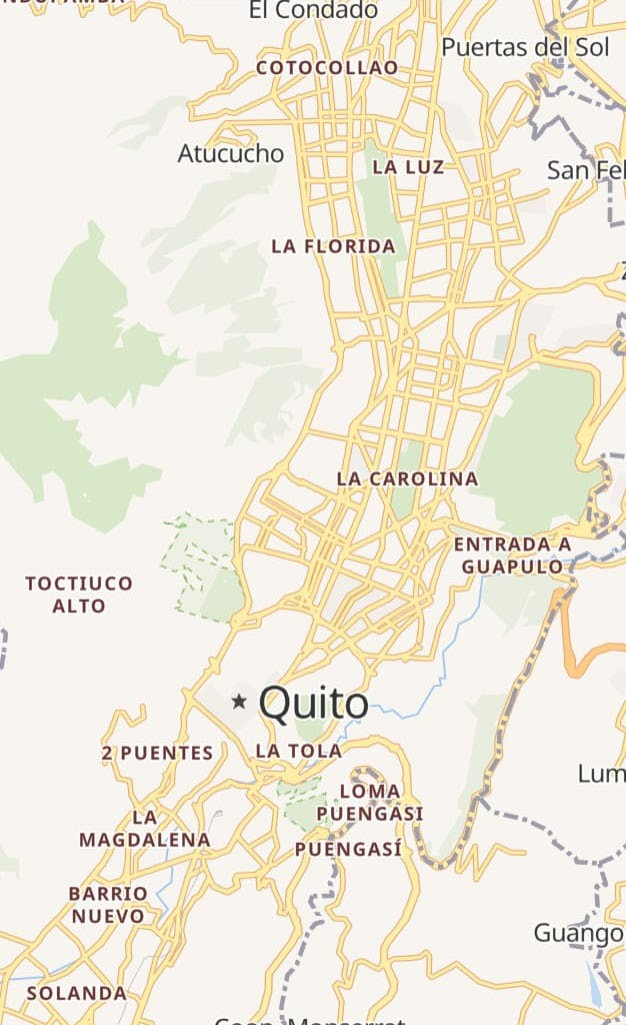 El Condado
Puertas del Sol
COTOCOLLAO
Atucucho
LA LUZ
San Fel
LA FLORIDA
LA CAROLINA
ENTRADA A
GUAPULO
TOCTIUCO
ALTO
Quito
2 PUENTES
LA TOLA
LOMA
PUENGASI
Lum
LA
MAGDALENA
PUENGASÍ
BARRIO
NUEVO
Guango
SOLANDA